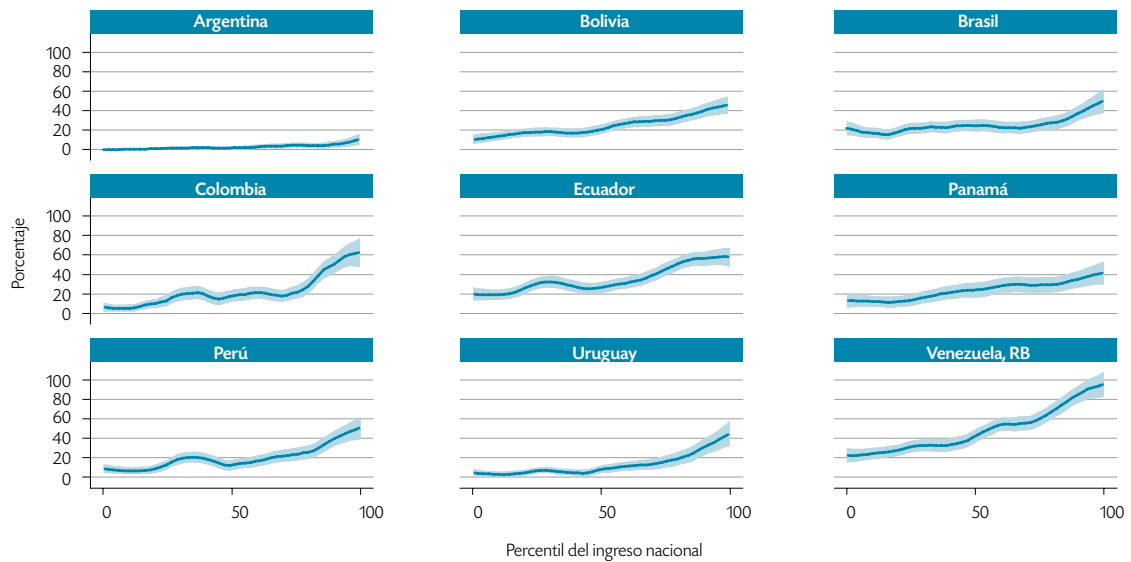 Argentina
Bolivia
Brasil
100
80
60
40
20
0
Colombia
Ecuador
Panamá
100
80
60
40
20
0
Porcentaje
Perú
Uruguay
Venezuela, RB
100
80
60
40
20
0
0 50 100
0 50 100
0 50 100
Percentil del ingreso nacional